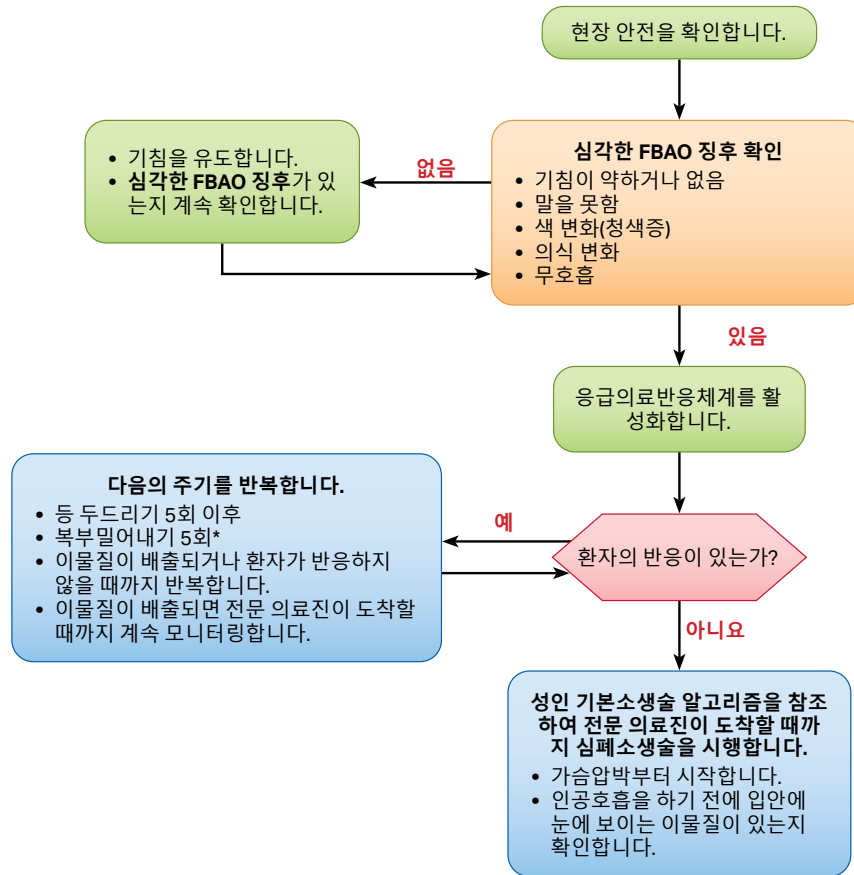 현장 안전을 확인합니다.
심각한 FBAO 징후 확인
• 기침이 약하거나 없음
• 말을 못함
• 색 변화(청색증)
• 의식 변화
• 무호흡
없음
• 기침을 유도합니다.
• 심각한 FBAO 징후가 있
는지 계속 확인합니다.
있음
응급의료반응체계를 활
성화합니다.
환자의 반응이 있는가?
예
다음의 주기를 반복합니다.
• 등 두드리기 5회 이후
• 복부밀어내기 5회*
• 이물질이 배출되거나 환자가 반응하지
않을 때까지 반복합니다.
• 이물질이 배출되면 전문 의료진이 도착할
때까지 계속 모니터링합니다.
아니요
성인 기본소생술 알고리즘을 참조
하여 전문 의료진이 도착할 때까
지 심폐소생술을 시행합니다.
• 가슴압박부터 시작합니다.
• 인공호흡을 하기 전에 입안에
눈에 보이는 이물질이 있는지
확인합니다.